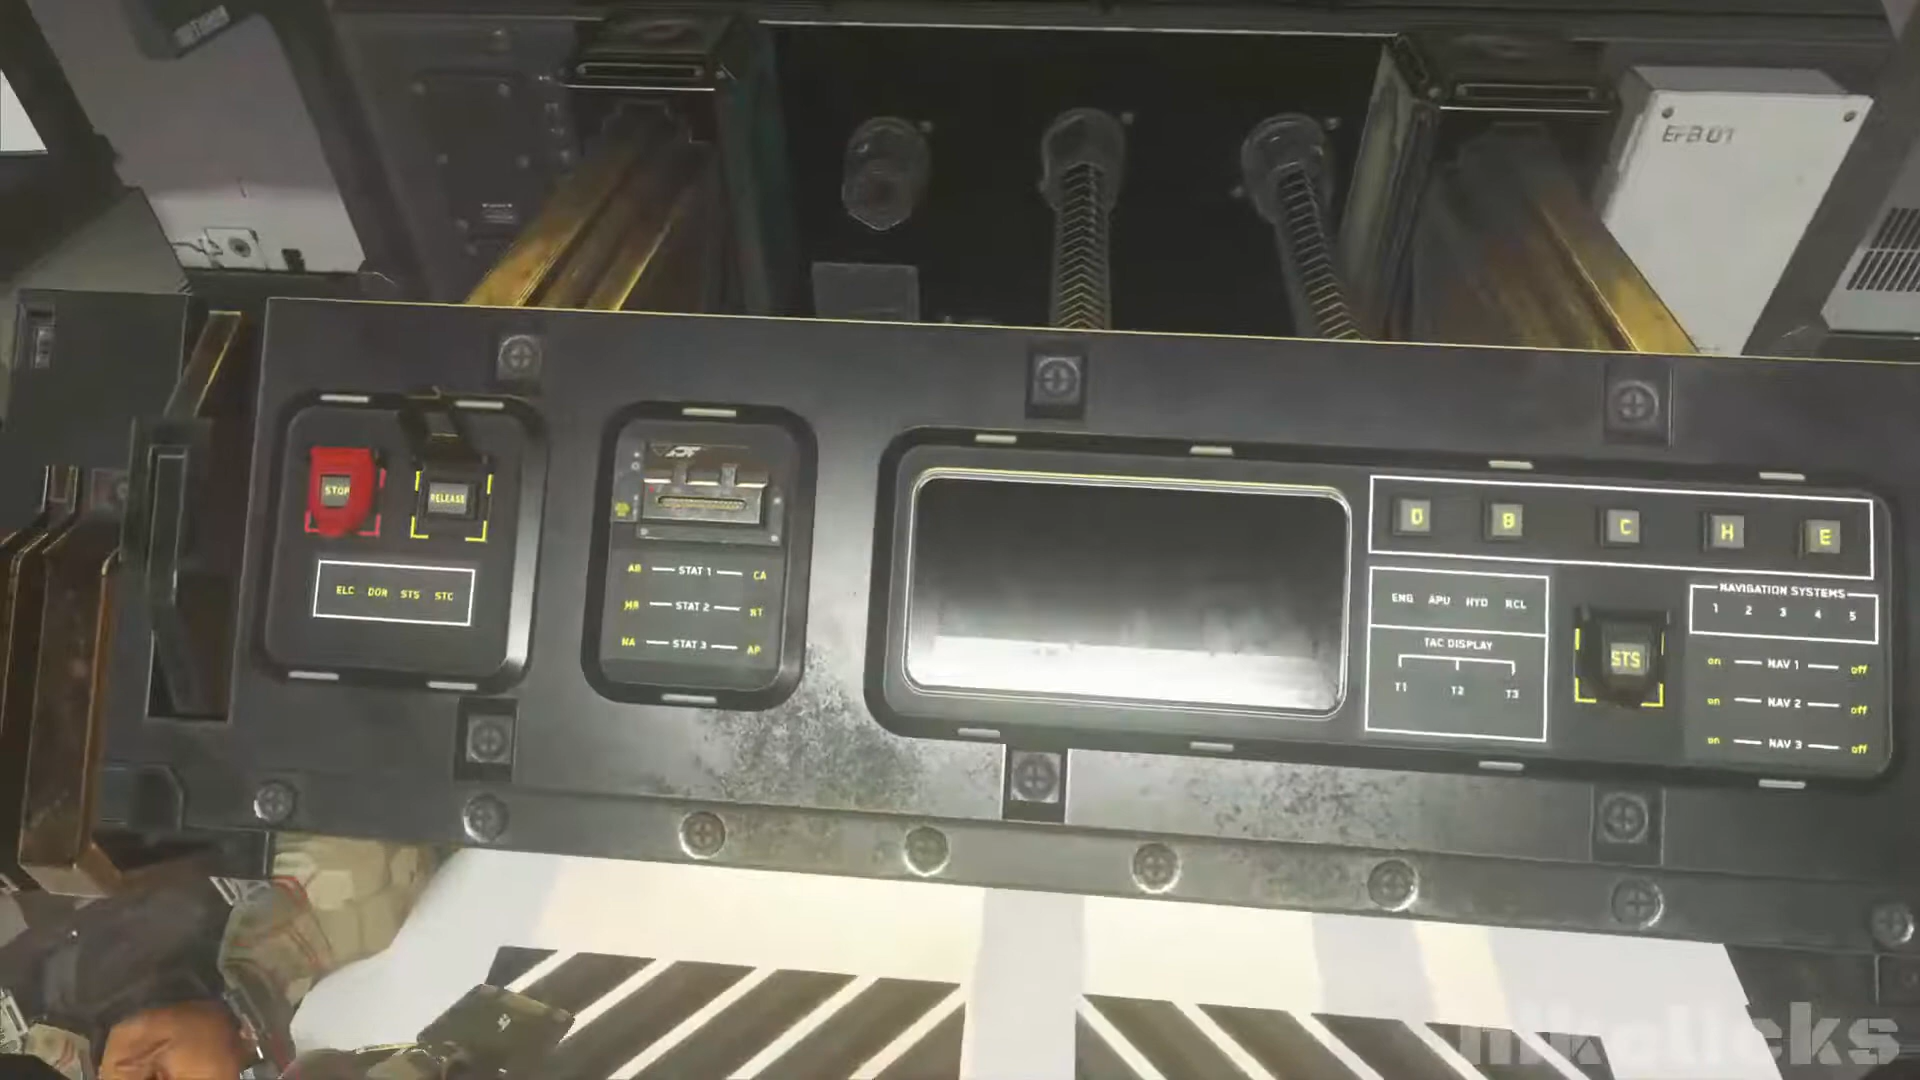 EFB 01
STOP
RELEASE
ELC DOR STS STC
AB STAT 1 CA
MR STAT 2 RT
NA STAT 3 AP
D B C H E
ENG APU HYD RCL
TAC DISPLAY
T1 T2 T3
STS
NAVIGATION SYSTEMS
1 2 3 4 5
on NAV 1 off
on NAV 2 off
on NAV 3 off